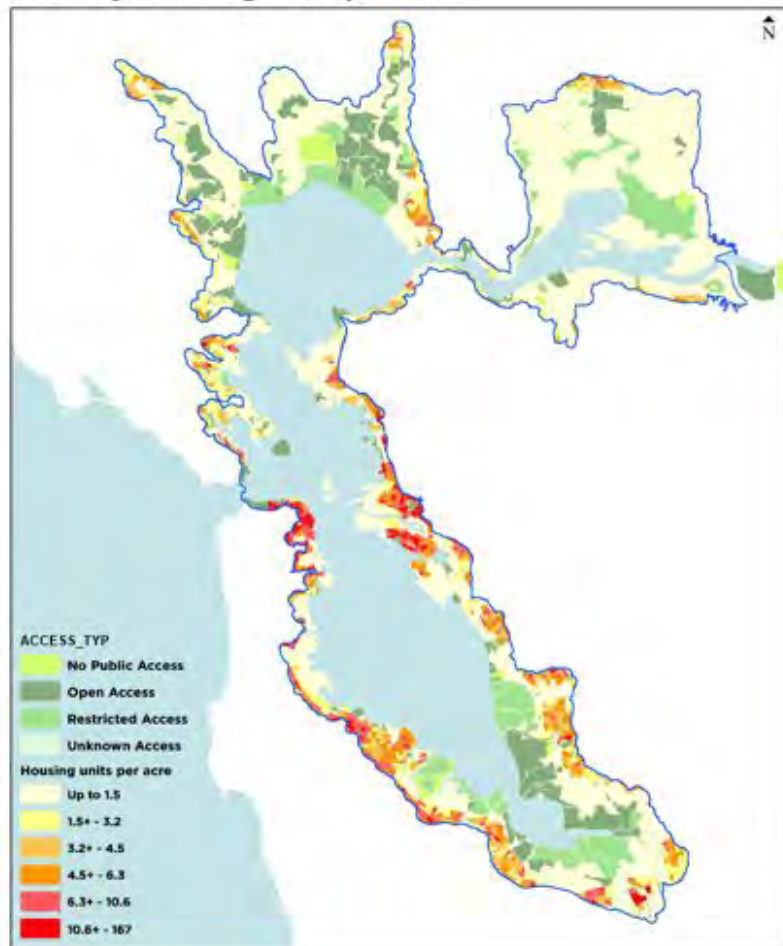 N
ACCESS_TYP
No Public Access
Open Access
Restricted Access
Unknown Access
Housing units per acre
Up to 1.5
1.5+ - 3.2
3.2+ - 4.5
4.5+ - 6.3
6.3+ - 10.6
10.6+ - 167